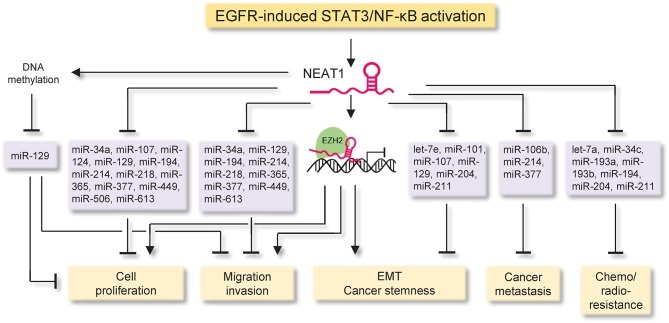 EGFR-induced STAT3/NF-κB activation
DNA
methylation
NEAT1
miR-129
miR-34a, miR-107, miR-
124, miR-129, miR-194,
miR-214, miR-218, miR-
365, miR-377, miR-449,
miR-506, miR-613
miR-34a, miR-129,
miR-194, miR-214,
miR-218, miR-365,
miR-377, miR-449,
miR-613
EZH2
let-7e, miR-101,
miR-107, miR-
129, miR-204,
miR-211
miR-106b,
miR-214,
miR-377
let-7a, miR-34c,
miR-193a, miR-
193b, miR-194,
miR-204, miR-211
Cell
proliferation
Migration
invasion
EMT
Cancer stemness
Cancer
metastasis
Chemo/
radio-
resistance